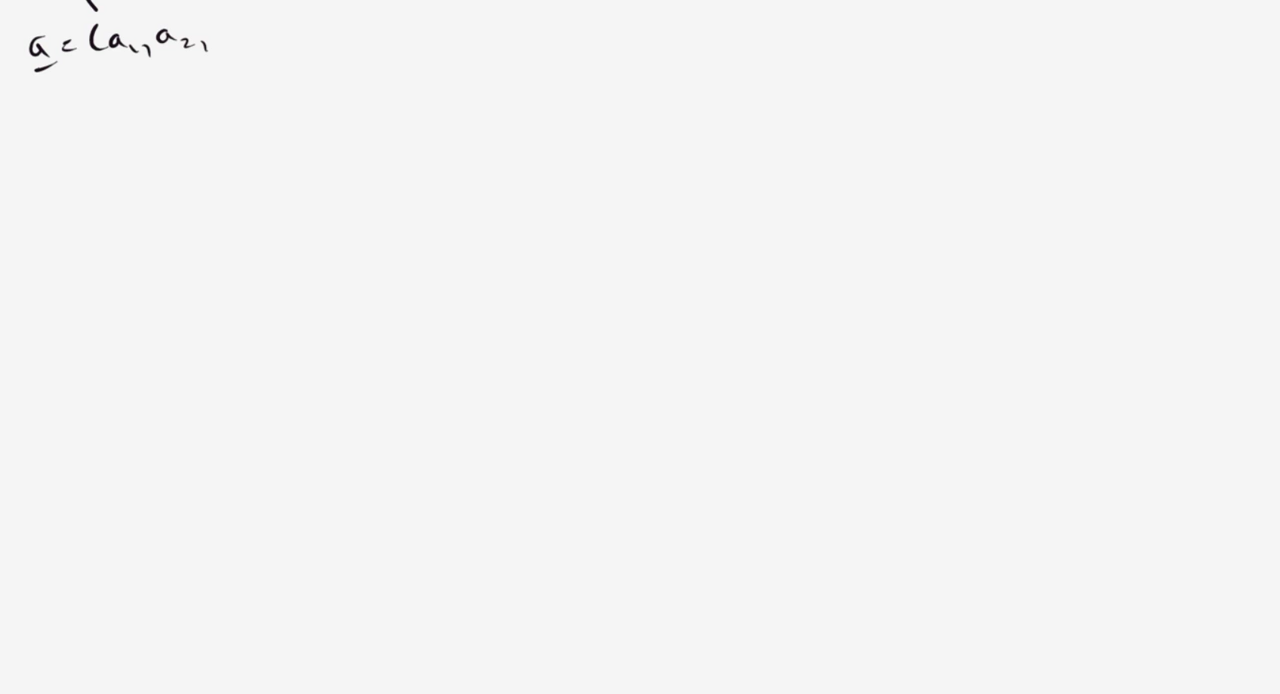 a = (a₁, a₂,